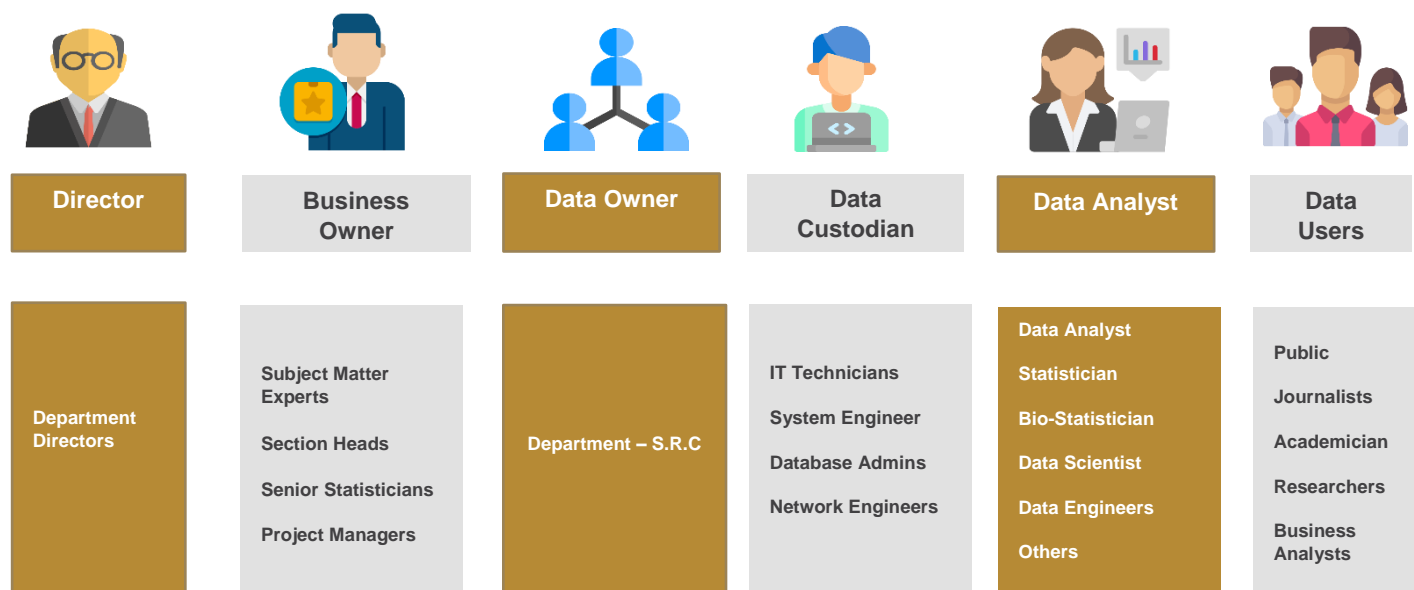 Director
Business
Owner
Data Owner
Data
Custodian
Data Analyst
Data
Users
Department
Directors
Subject Matter
Experts
Section Heads
Senior Statisticians
Project Managers
Department – S.R.C
IT Technicians
System Engineer
Database Admins
Network Engineers
Data Analyst
Statistician
Bio-Statistician
Data Scientist
Data Engineers
Others
Public
Journalists
Academician
Researchers
Business
Analysts